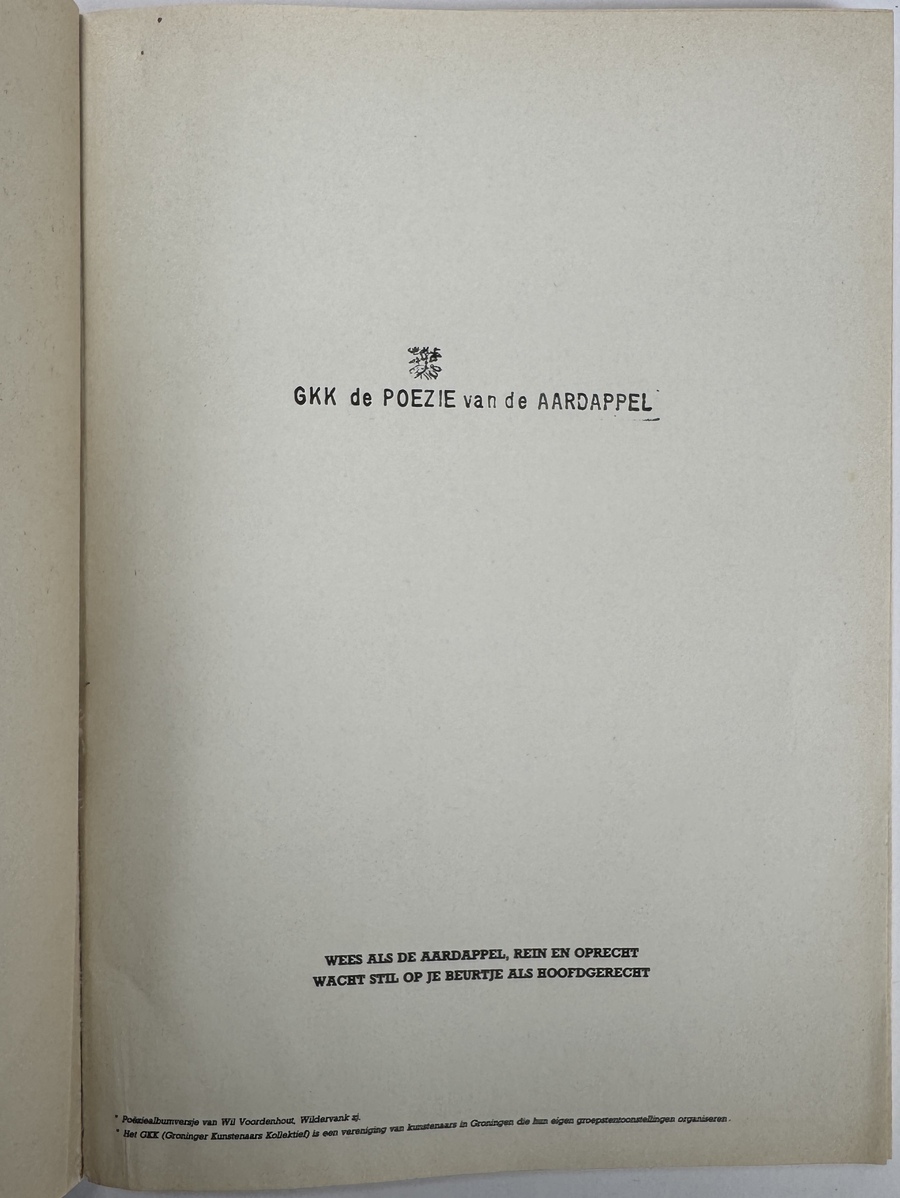 GKK de POEZIE van de AARDAPPEL
WEES ALS DE AARDAPPEL, REIN EN OPRECHT
WACHT STIL OP JE BEURTJE ALS HOOFDGERECHT
* Poëziealbumversje van Wil Voordenhout, Wildervank zj.
* Het GKK (Groninger Kunstenaars Kollektief) is een vereniging van kunstenaars in Groningen die hun eigen groepstentoonstellingen organiseren.